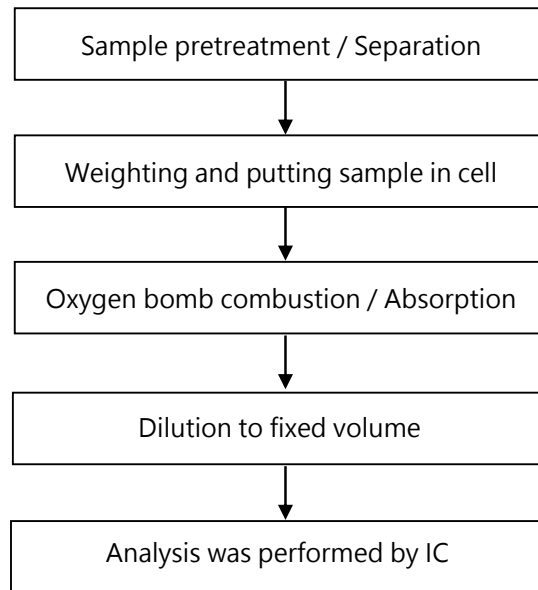 Sample pretreatment / Separation
Weighting and putting sample in cell
Oxygen bomb combustion / Absorption
Dilution to fixed volume
Analysis was performed by IC